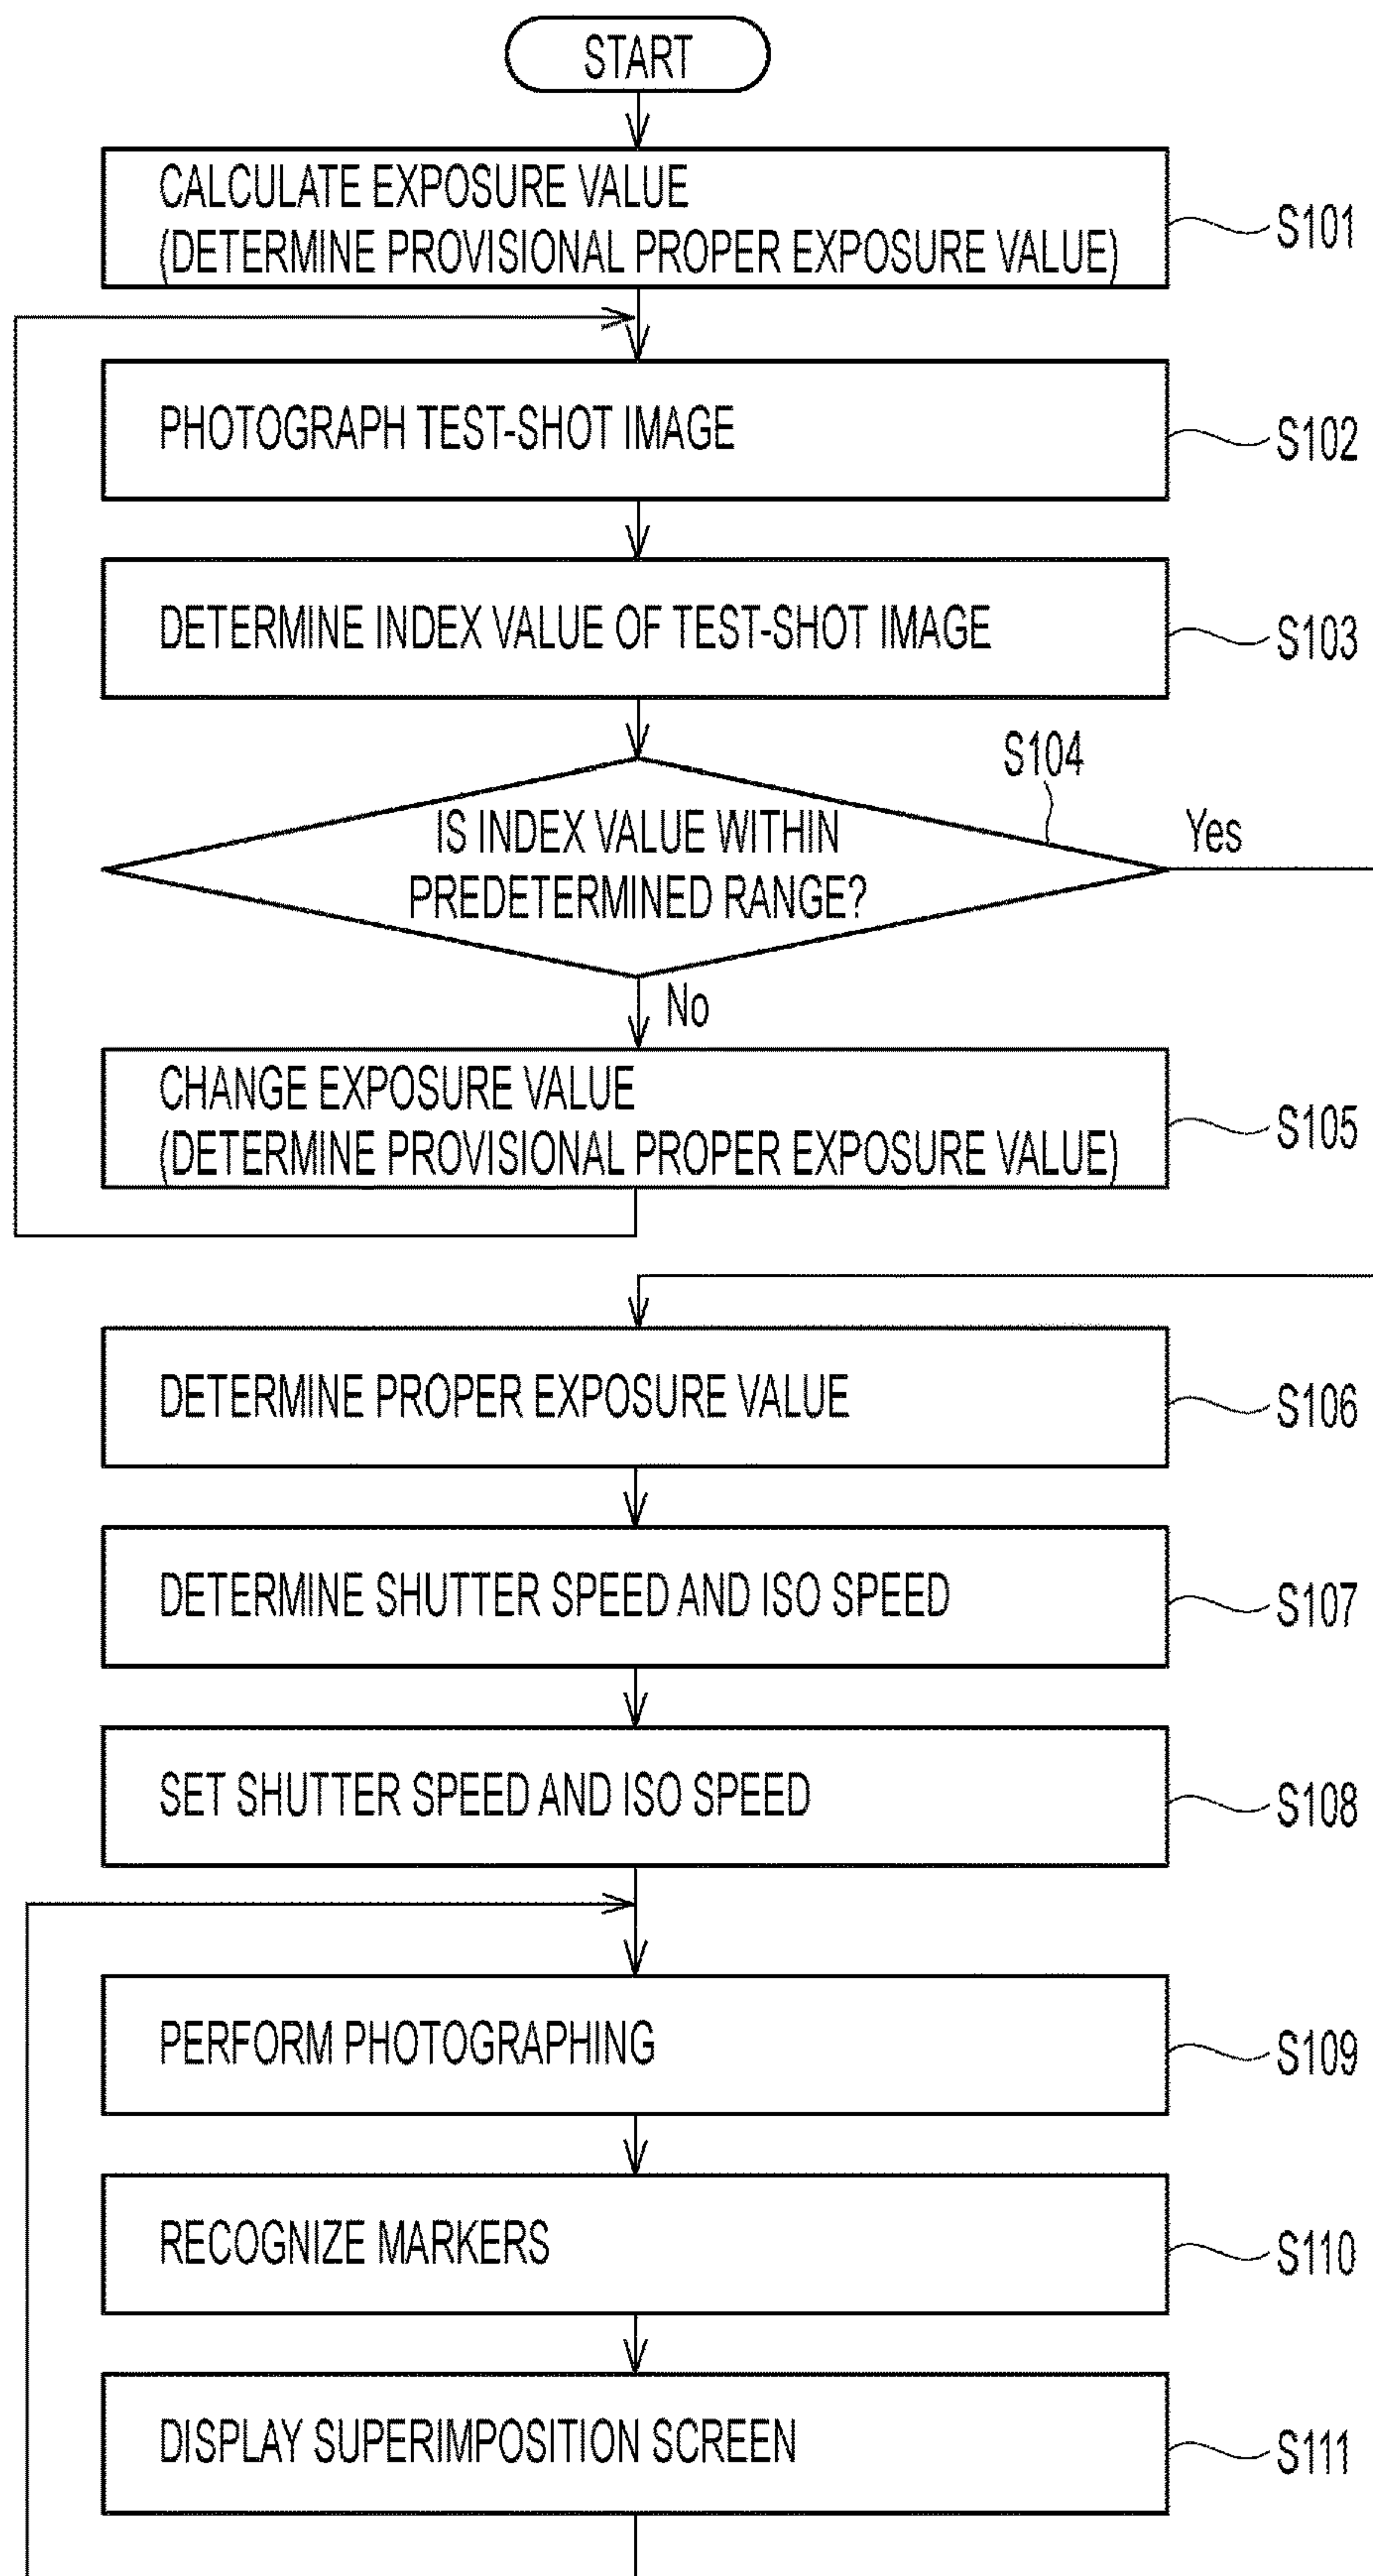 START
CALCULATE EXPOSURE VALUE
(DETERMINE PROVISIONAL PROPER EXPOSURE VALUE)
S101
PHOTOGRAPH TEST-SHOT IMAGE
S102
DETERMINE INDEX VALUE OF TEST-SHOT IMAGE
S103
S104
IS INDEX VALUE WITHIN
PREDETERMINED RANGE?
Yes
No
CHANGE EXPOSURE VALUE
(DETERMINE PROVISIONAL PROPER EXPOSURE VALUE)
S105
DETERMINE PROPER EXPOSURE VALUE
S106
DETERMINE SHUTTER SPEED AND ISO SPEED
S107
SET SHUTTER SPEED AND ISO SPEED
S108
PERFORM PHOTOGRAPHING
S109
RECOGNIZE MARKERS
S110
DISPLAY SUPERIMPOSITION SCREEN
S111